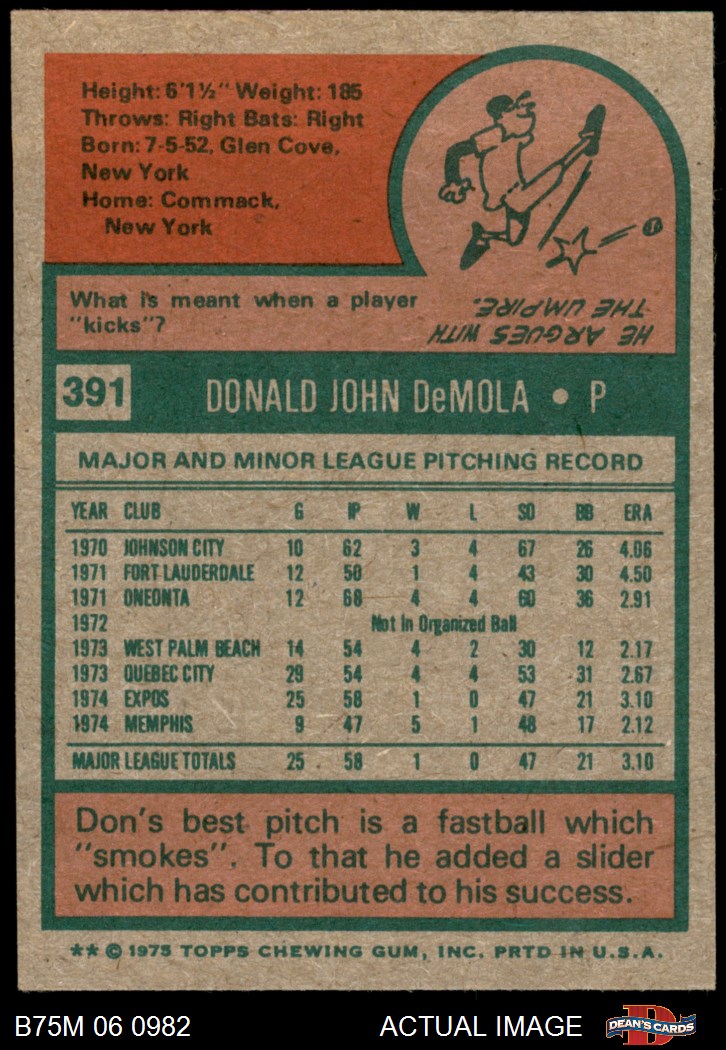 Height: 6'1½" Weight: 185
Throws: Right Bats: Right
Born: 7-5-52, Glen Cove,
New York
Home: Commack,
New York
What is meant when a player
"kicks"?
HE ARGUES WITH
THE UMPIRE.
391 DONALD JOHN DeMOLA • P
MAJOR AND MINOR LEAGUE PITCHING RECORD
YEAR CLUB G IP W L SO BB ERA
1970 JOHNSON CITY 10 62 3 4 67 26 4.06
1971 FORT LAUDERDALE 12 50 1 4 43 30 4.50
1971 ONEONTA 12 68 4 4 60 36 2.91
1972 Not In Organized Ball
1973 WEST PALM BEACH 14 54 4 2 30 12 2.17
1973 QUEBEC CITY 29 54 4 4 53 31 2.67
1974 EXPOS 25 58 1 0 47 21 3.10
1974 MEMPHIS 9 47 5 1 48 17 2.12
MAJOR LEAGUE TOTALS 25 58 1 0 47 21 3.10
Don's best pitch is a fastball which
"smokes". To that he added a slider
which has contributed to his success.
** © 1975 TOPPS CHEWING GUM, INC. PRTD IN U.S.A.
B75M 06 0982 ACTUAL IMAGE D DEAN'S CARDS